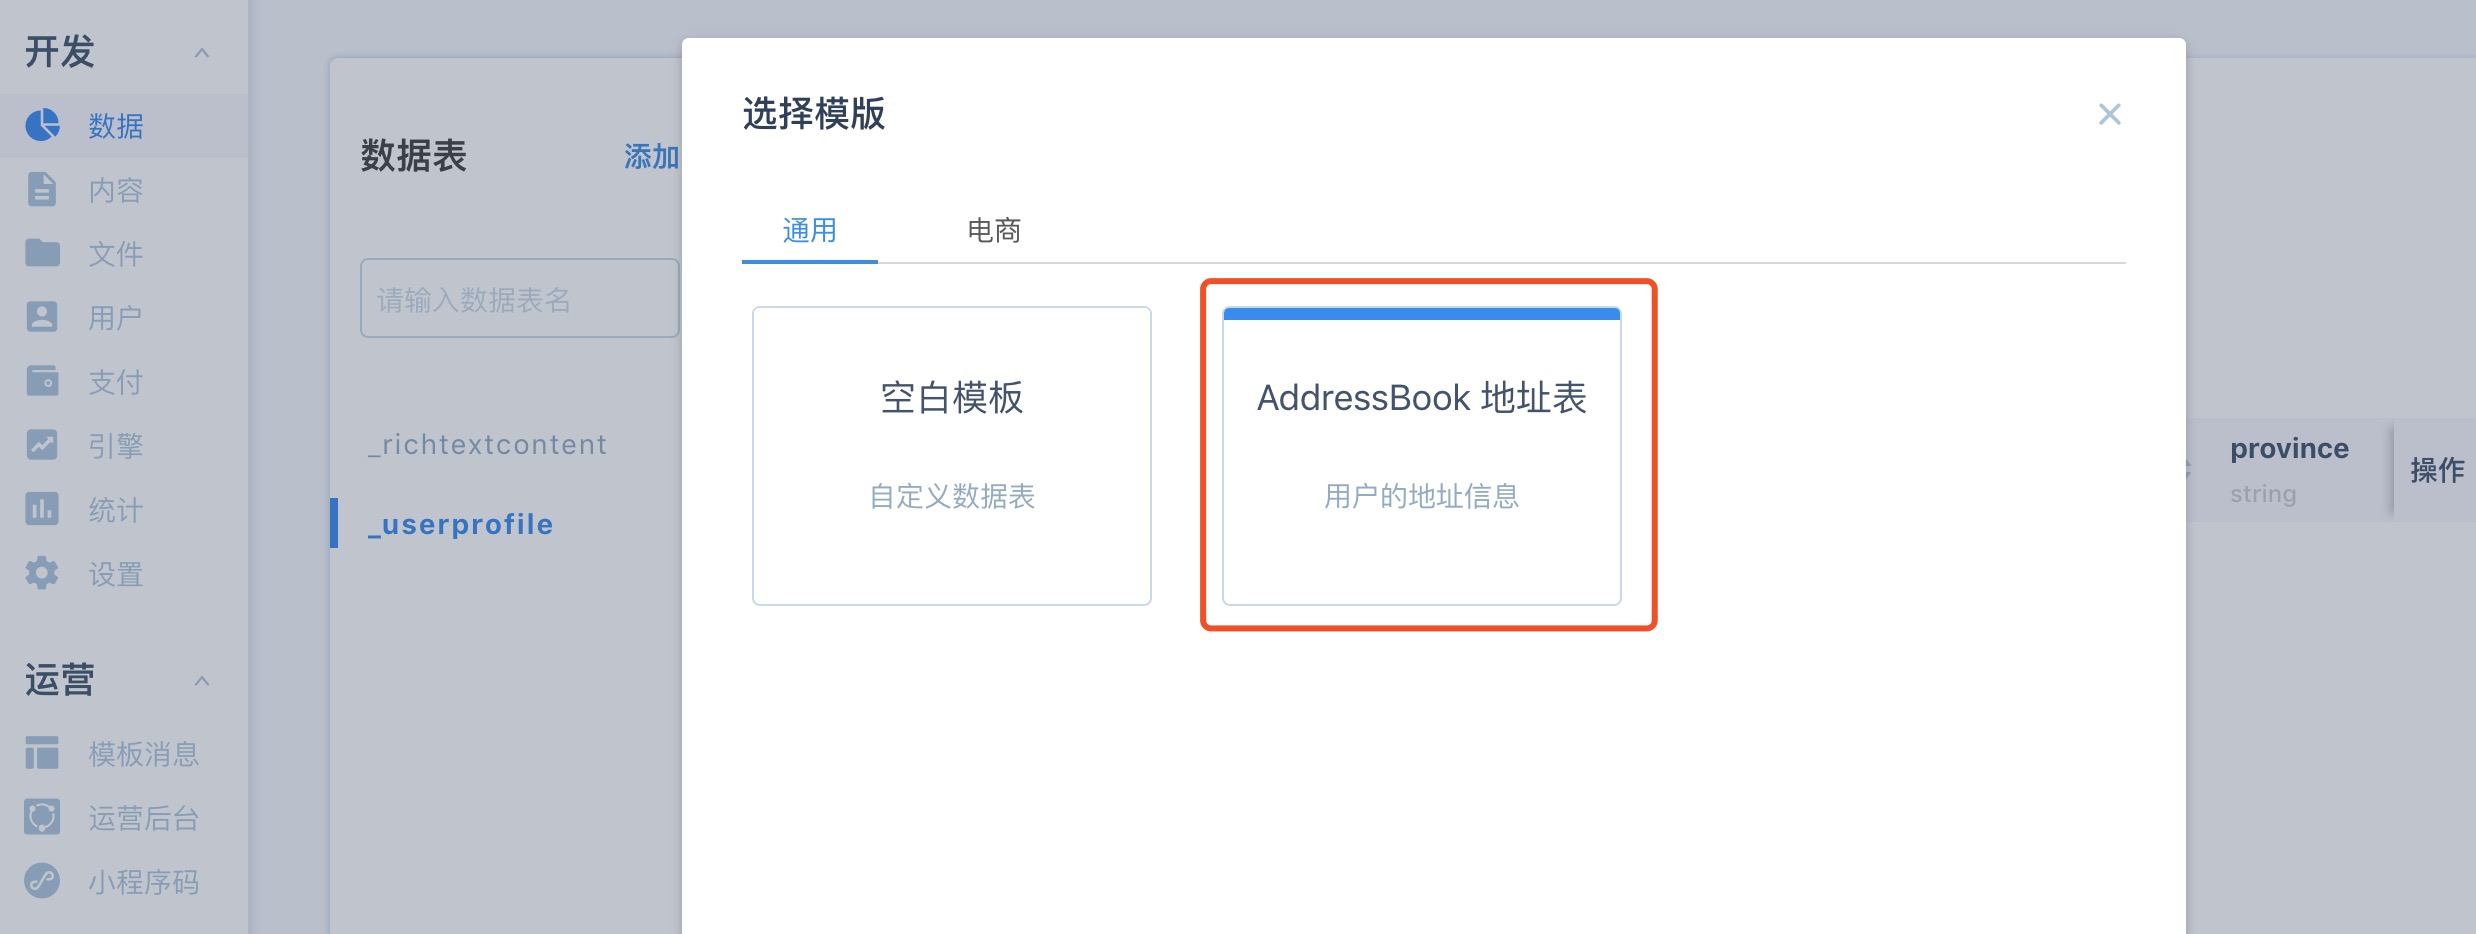 开发
数据
内容
文件
用户
支付
引擎
统计
设置
运营
模板消息
运营后台
小程序码
数据表
添加
请输入数据表名
_richtextcontent
_userprofile
选择模版
通用
电商
空白模板
自定义数据表
AddressBook 地址表
用户的地址信息
province
string
操作